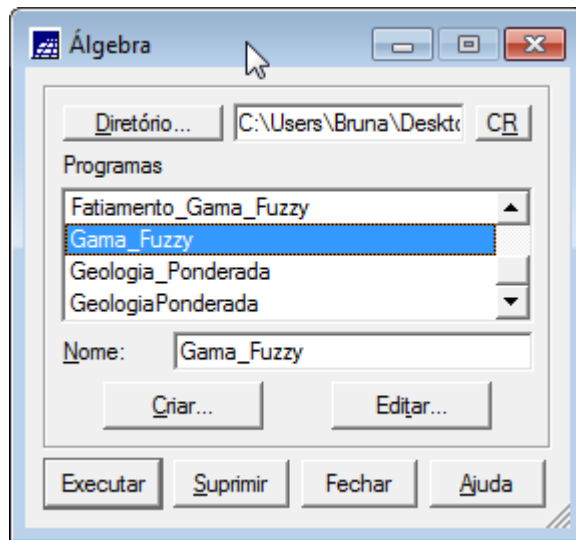 Álgebra
Diretório... C:\Users\Bruna\Deskto CR
Programas
Fatiamento_Gama_Fuzzy
Gama_Fuzzy
Geologia_Ponderada
GeologiaPonderada
Nome: Gama_Fuzzy
Criar... Editar...
Executar Suprimir Fechar Ajuda